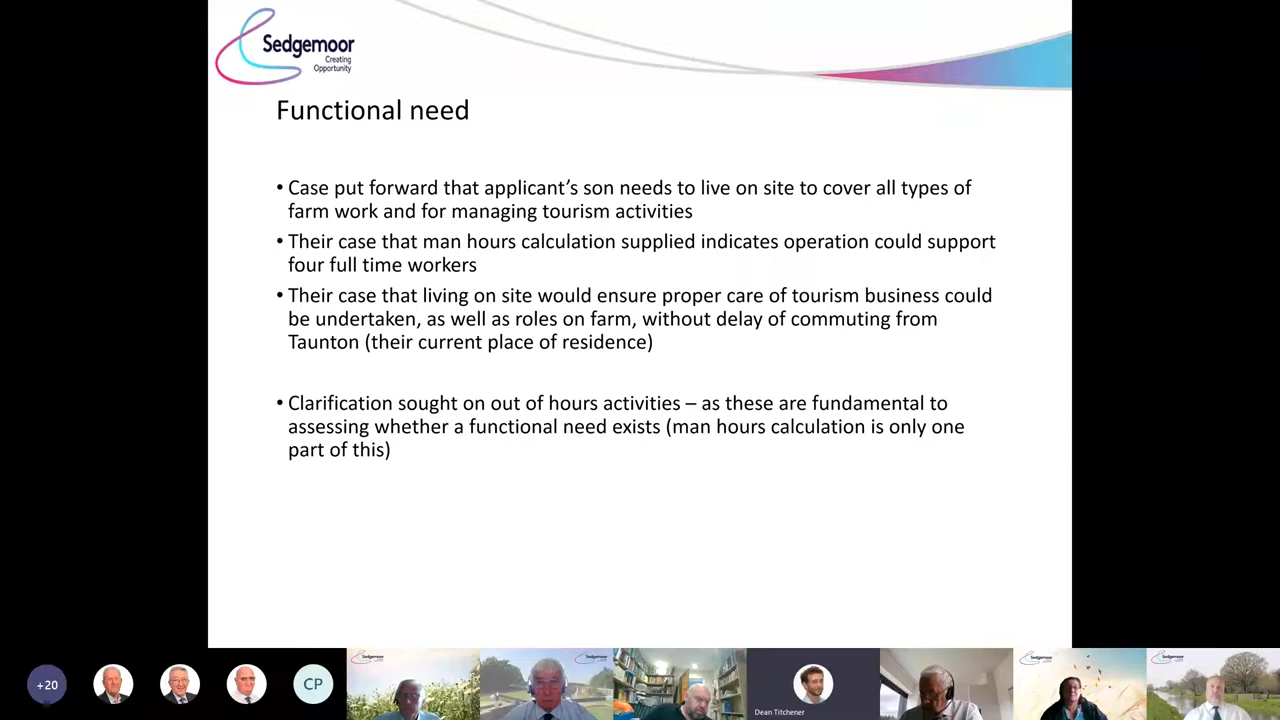 Sedgemoor
Creating
Opportunity
Functional need
• Case put forward that applicant’s son needs to live on site to cover all types of
farm work and for managing tourism activities
• Their case that man hours calculation supplied indicates operation could support
four full time workers
• Their case that living on site would ensure proper care of tourism business could
be undertaken, as well as roles on farm, without delay of commuting from
Taunton (their current place of residence)
• Clarification sought on out of hours activities – as these are fundamental to
assessing whether a functional need exists (man hours calculation is only one
part of this)
+20
CP
Dean Titchener